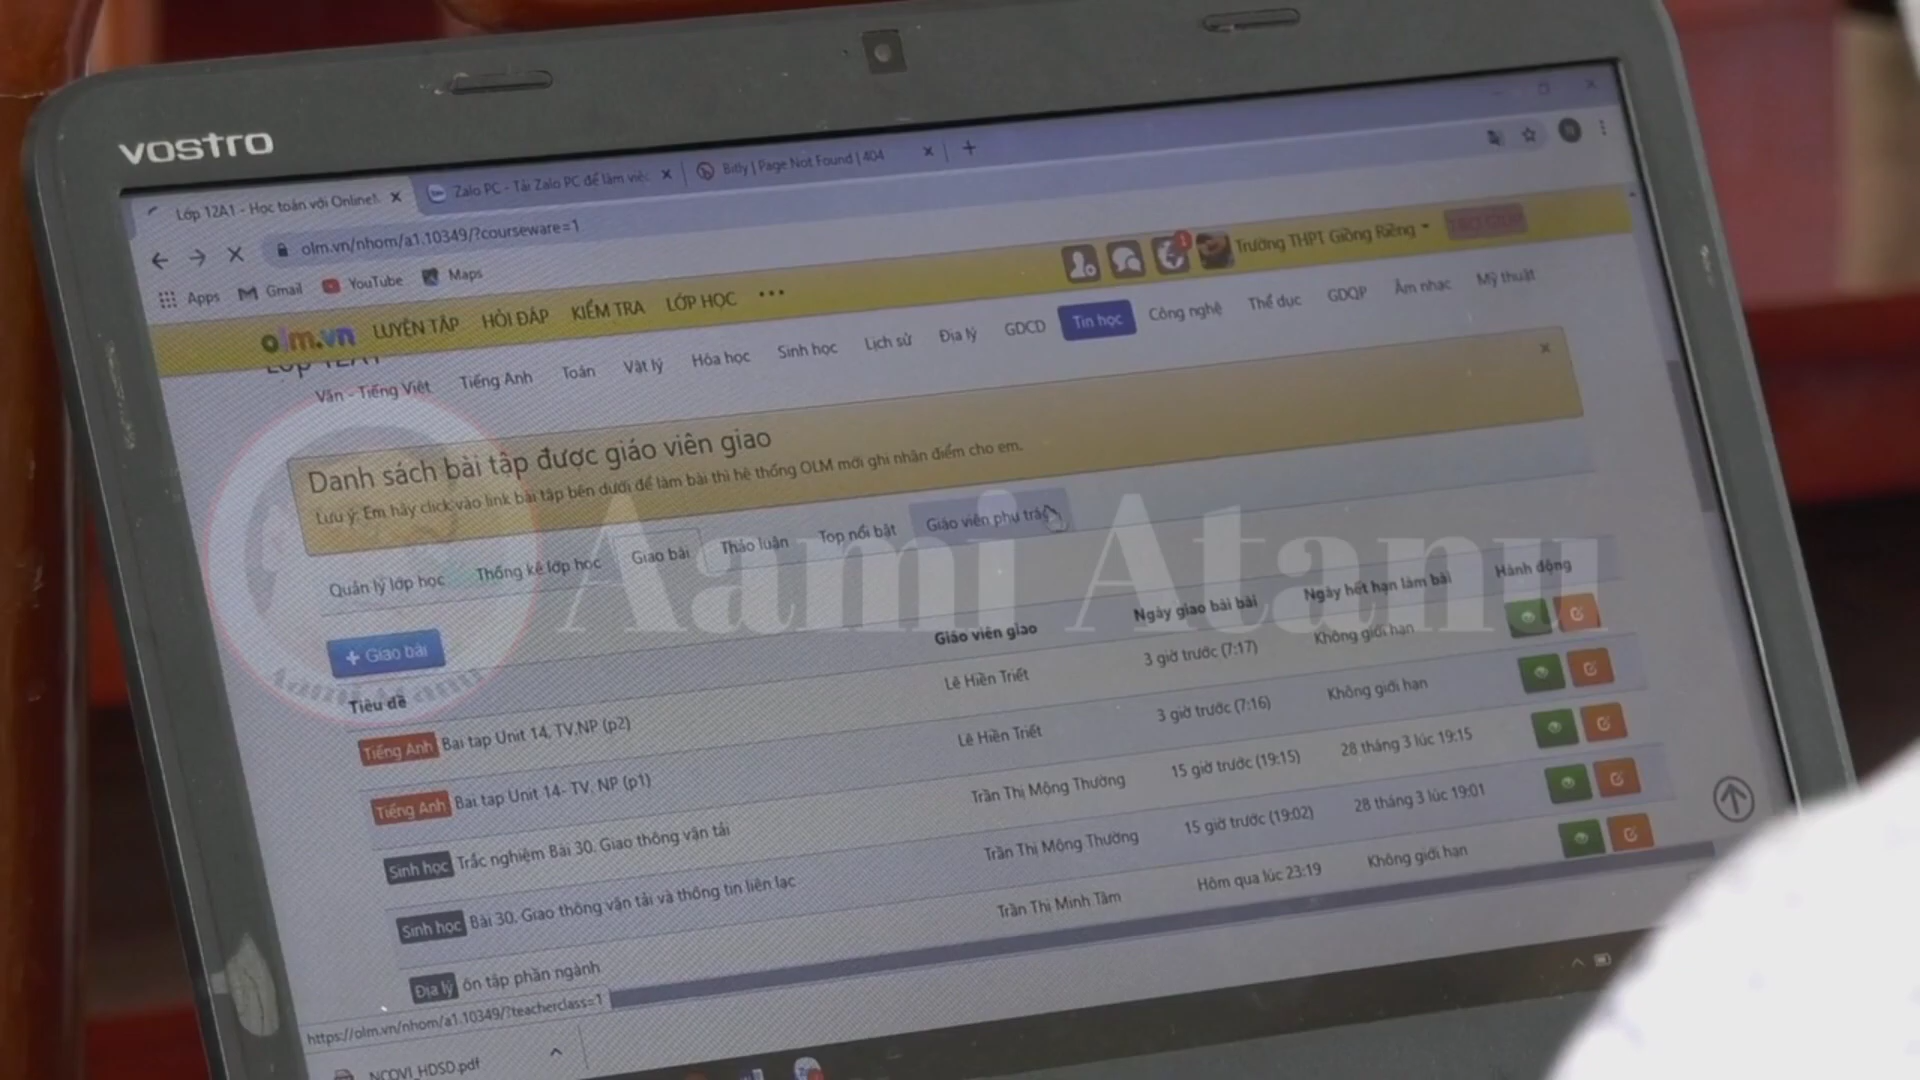 vostro
Lớp 12A1 - Học toán với Online
Zalo PC - Tải Zalo PC để làm việc
Bitly | Page Not Found | 404
olm.vn/nhom/a1.10349/?courseware=1
Apps Gmail YouTube Maps
olm.vn LUYỆN TẬP HỎI ĐÁP KIỂM TRA LỚP HỌC ••• 1 Trường THPT Giồng Riềng
Văn - Tiếng Việt Tiếng Anh Toán Vật lý Hóa học Sinh học Lịch sử Địa lý GDCD Tin học Công nghệ Thể dục GDQP Âm nhạc Mỹ thuật
Danh sách bài tập được giáo viên giao
Lưu ý: Em hãy click vào link bài tập bên dưới để làm bài thì hệ thống OLM mới ghi nhận điểm cho em.
Quản lý lớp học Thống kê lớp học Giao bài Thảo luận Top nổi bật Giáo viên phụ
Aami Atanu
Aami Atanu
+ Giao bài
Tiêu đề Giáo viên giao Ngày giao bài bài Ngày hết hạn làm bài Hành động
Tiếng Anh Bai tap Unit 14, TV,NP (p2) Lê Hiền Triết 3 giờ trước (7:17) Không giới hạn
Tiếng Anh Bai tap Unit 14- TV, NP (p1) Lê Hiền Triết 3 giờ trước (7:16) Không giới hạn
Sinh học Trắc nghiệm Bài 30. Giao thông vận tải Trần Thị Mộng Thường 15 giờ trước (19:15) 28 tháng 3 lúc 19:15
Sinh học Bài 30. Giao thông vận tải và thông tin liên lạc Trần Thị Mộng Thường 15 giờ trước (19:02) 28 tháng 3 lúc 19:01
Địa lý ôn tập phần ngành Trần Thị Minh Tâm Hôm qua lúc 23:19 Không giới hạn
https://olm.vn/nhom/a1.10349/?teacherclass=1
NCOVI_HDSD.pdf